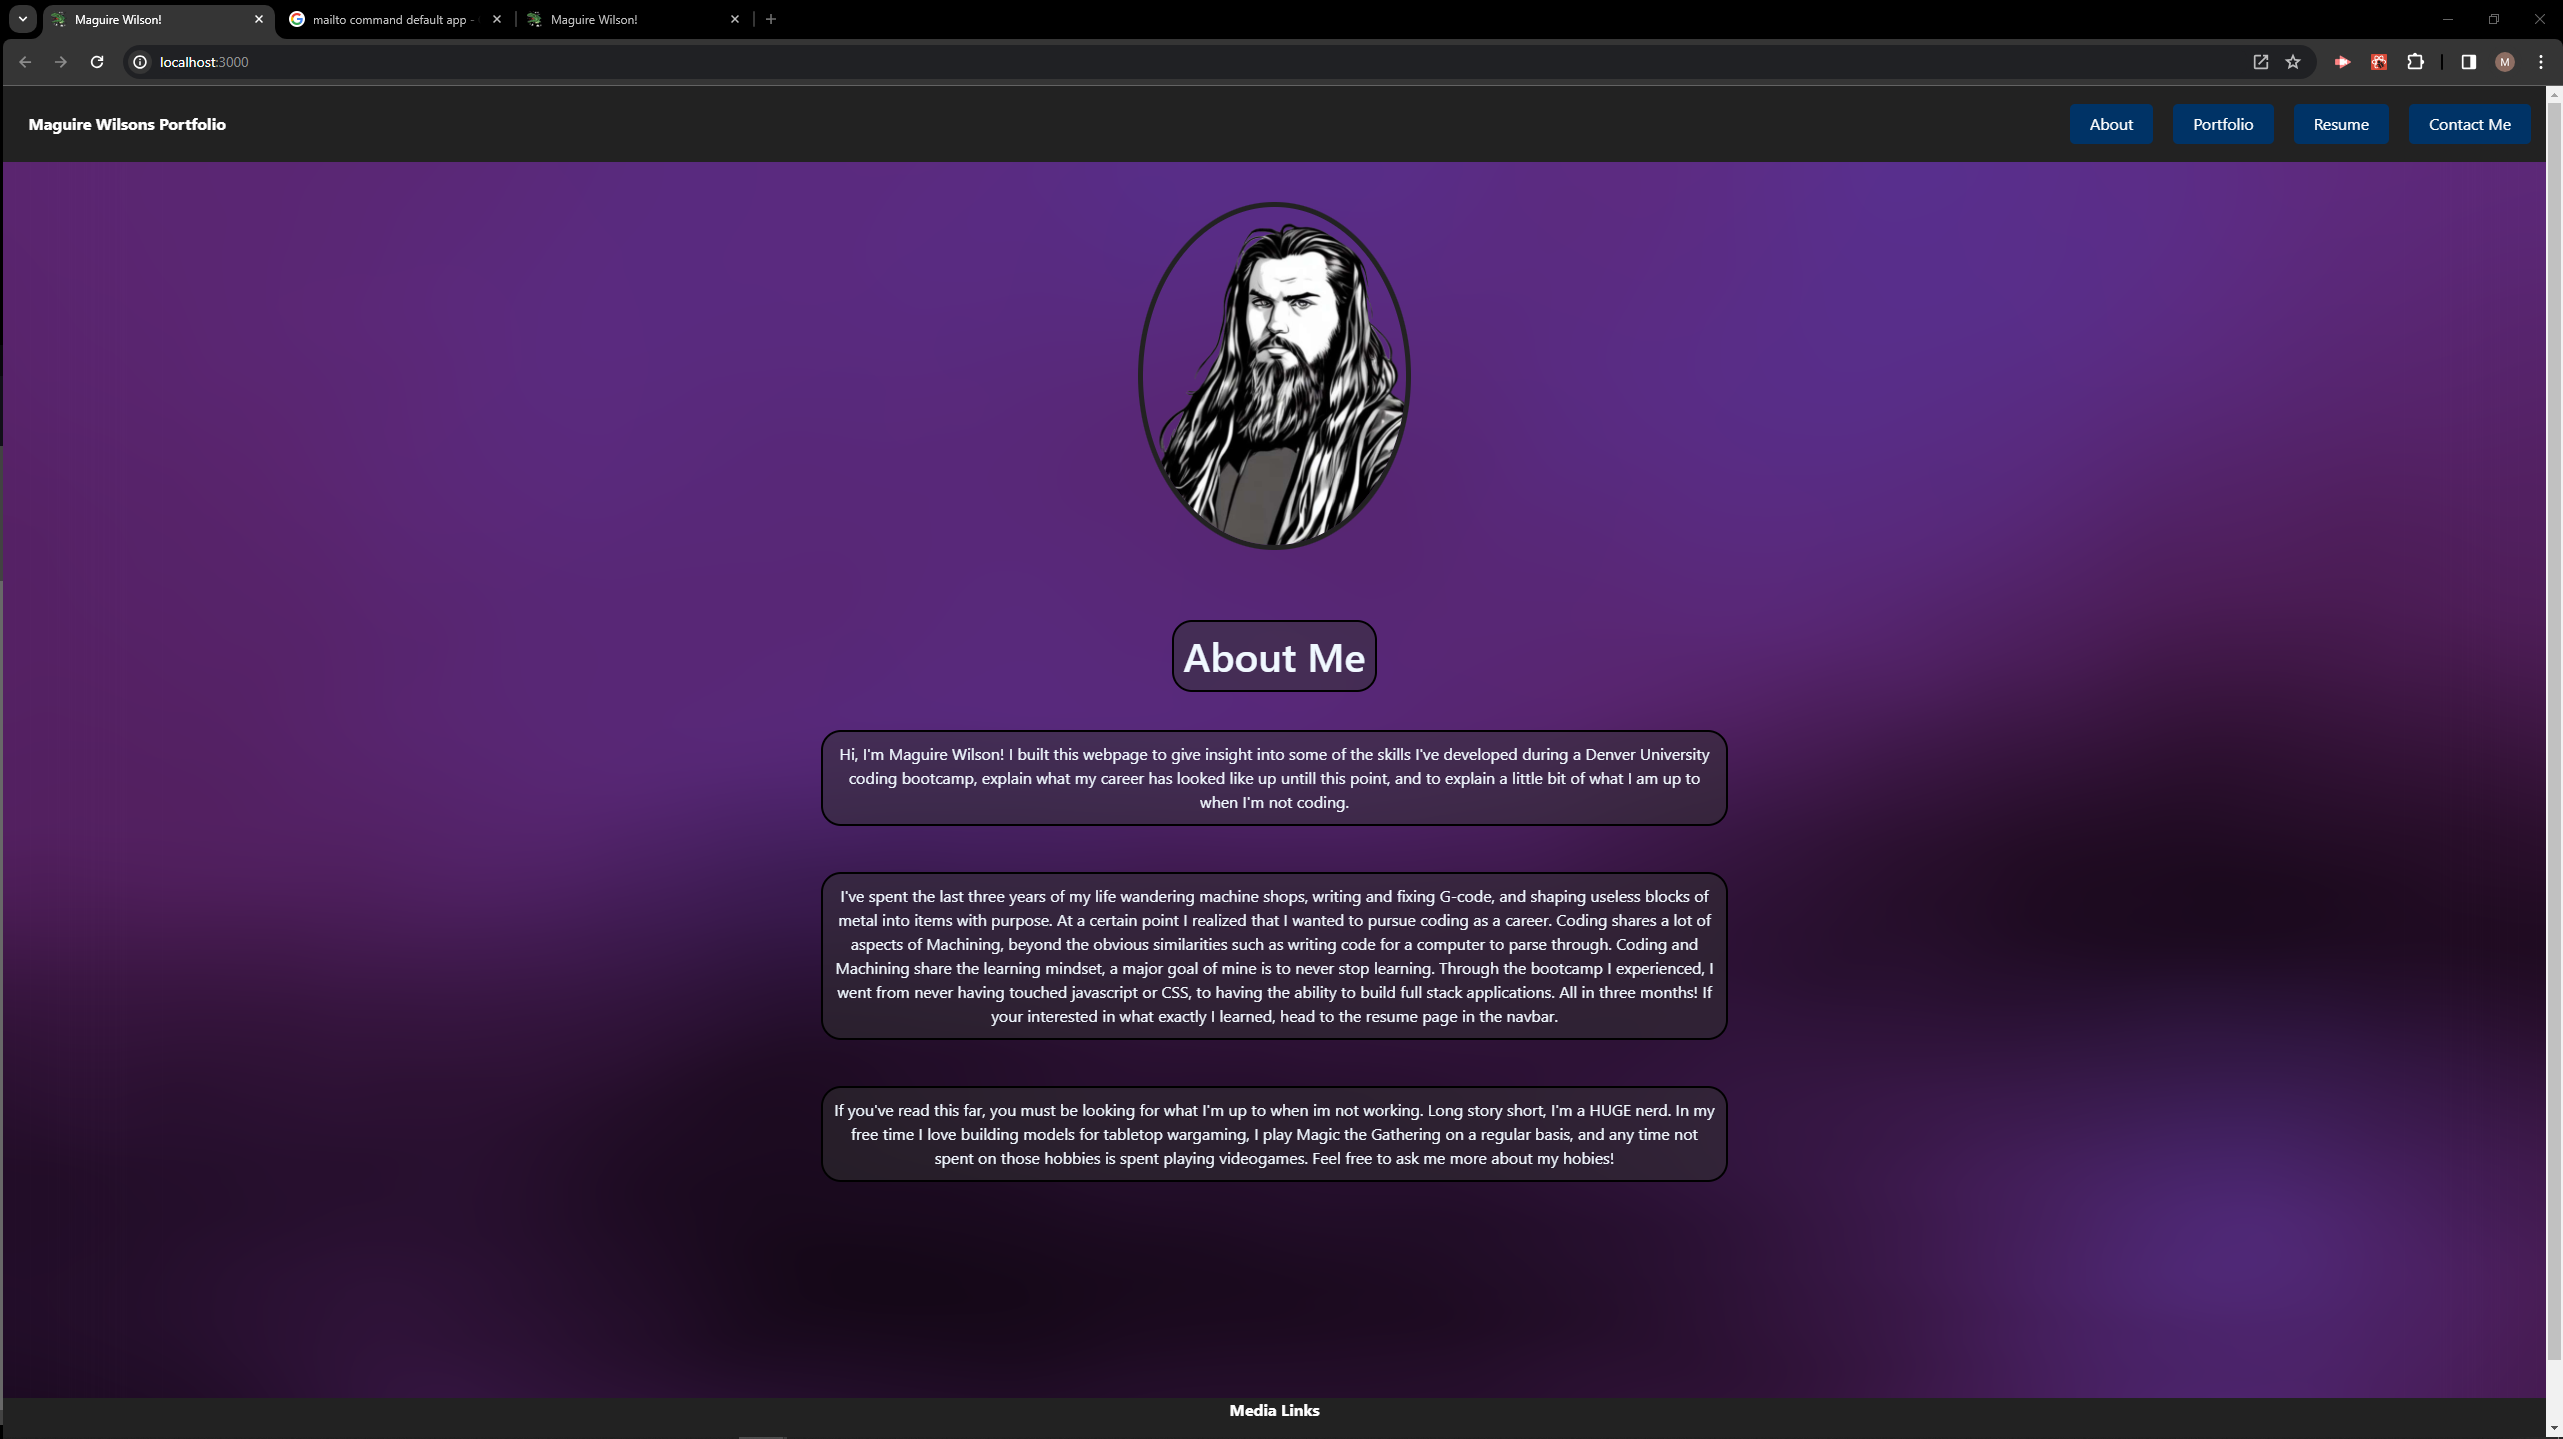 Maguire Wilson!
mailto command default app -
Maguire Wilson!
localhost:3000
M
Maguire Wilsons Portfolio
About
Portfolio
Resume
Contact Me
About Me
Hi, I'm Maguire Wilson! I built this webpage to give insight into some of the skills I've developed during a Denver University
coding bootcamp, explain what my career has looked like up untill this point, and to explain a little bit of what I am up to
when I'm not coding.
I've spent the last three years of my life wandering machine shops, writing and fixing G-code, and shaping useless blocks of
metal into items with purpose. At a certain point I realized that I wanted to pursue coding as a career. Coding shares a lot of
aspects of Machining, beyond the obvious similarities such as writing code for a computer to parse through. Coding and
Machining share the learning mindset, a major goal of mine is to never stop learning. Through the bootcamp I experienced, I
went from never having touched javascript or CSS, to having the ability to build full stack applications. All in three months! If
your interested in what exactly I learned, head to the resume page in the navbar.
If you've read this far, you must be looking for what I'm up to when im not working. Long story short, I'm a HUGE nerd. In my
free time I love building models for tabletop wargaming, I play Magic the Gathering on a regular basis, and any time not
spent on those hobbies is spent playing videogames. Feel free to ask me more about my hobies!
Media Links